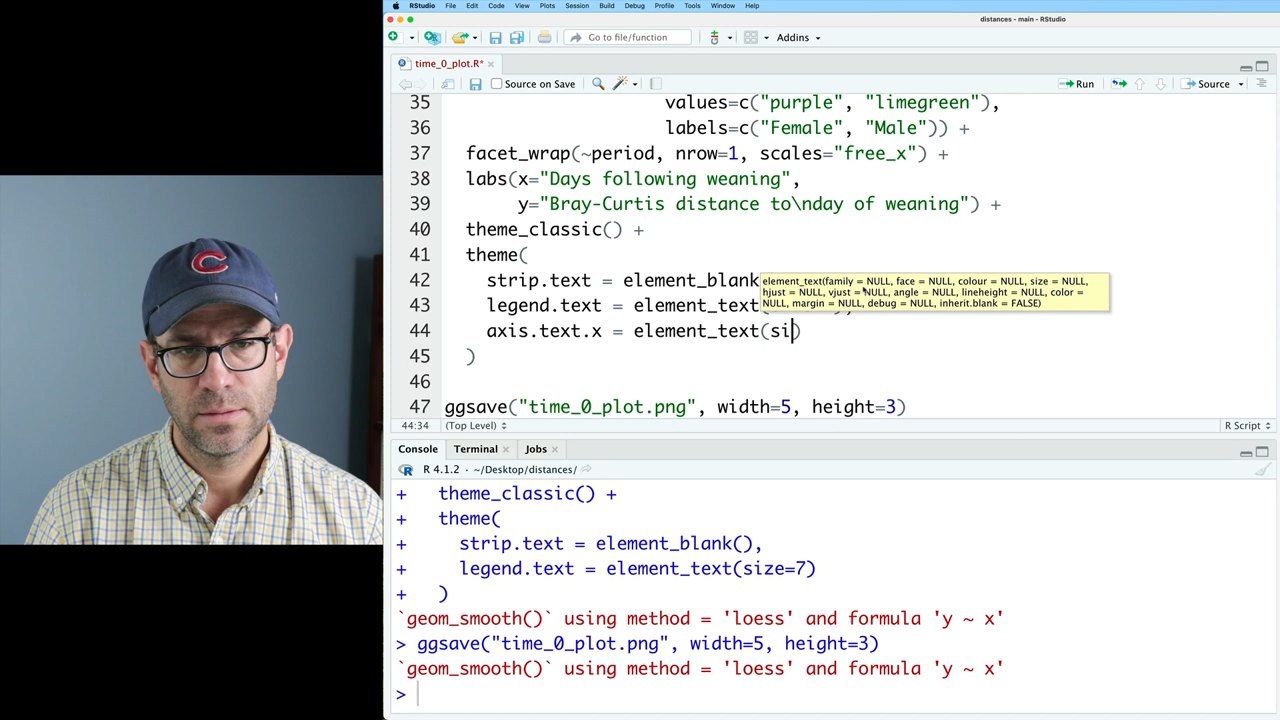 RStudio File Edit Code View Plots Session Build Debug Profile Tools Window Help
distances - main - RStudio
Go to file/function Addins
time_0_plot.R*
Source on Save Run Source
35 values=c("purple", "limegreen"),
36 labels=c("Female", "Male")) +
37 facet_wrap(~period, nrow=1, scales="free_x") +
38 labs(x="Days following weaning",
39 y="Bray-Curtis distance to\nday of weaning") +
40 theme_classic() +
41 theme(
42 strip.text = element_blank
element_text(family = NULL, face = NULL, colour = NULL, size = NULL,
hjust = NULL, vjust = NULL, angle = NULL, lineheight = NULL, color =
NULL, margin = NULL, debug = NULL, inherit.blank = FALSE)
43 legend.text = element_text
44 axis.text.x = element_text(si)
45 )
46
47 ggsave("time_0_plot.png", width=5, height=3)
44:34 (Top Level) R Script
Console Terminal Jobs
R 4.1.2 · ~/Desktop/distances/
+ theme_classic() +
+ theme(
+ strip.text = element_blank(),
+ legend.text = element_text(size=7)
+ )
`geom_smooth()` using method = 'loess' and formula 'y ~ x'
> ggsave("time_0_plot.png", width=5, height=3)
`geom_smooth()` using method = 'loess' and formula 'y ~ x'
>